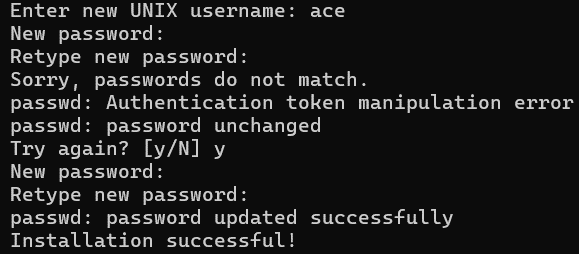 Enter new UNIX username: ace
New password:
Retype new password:
Sorry, passwords do not match.
passwd: Authentication token manipulation error
passwd: password unchanged
Try again? [y/N] y
New password:
Retype new password:
passwd: password updated successfully
Installation successful!